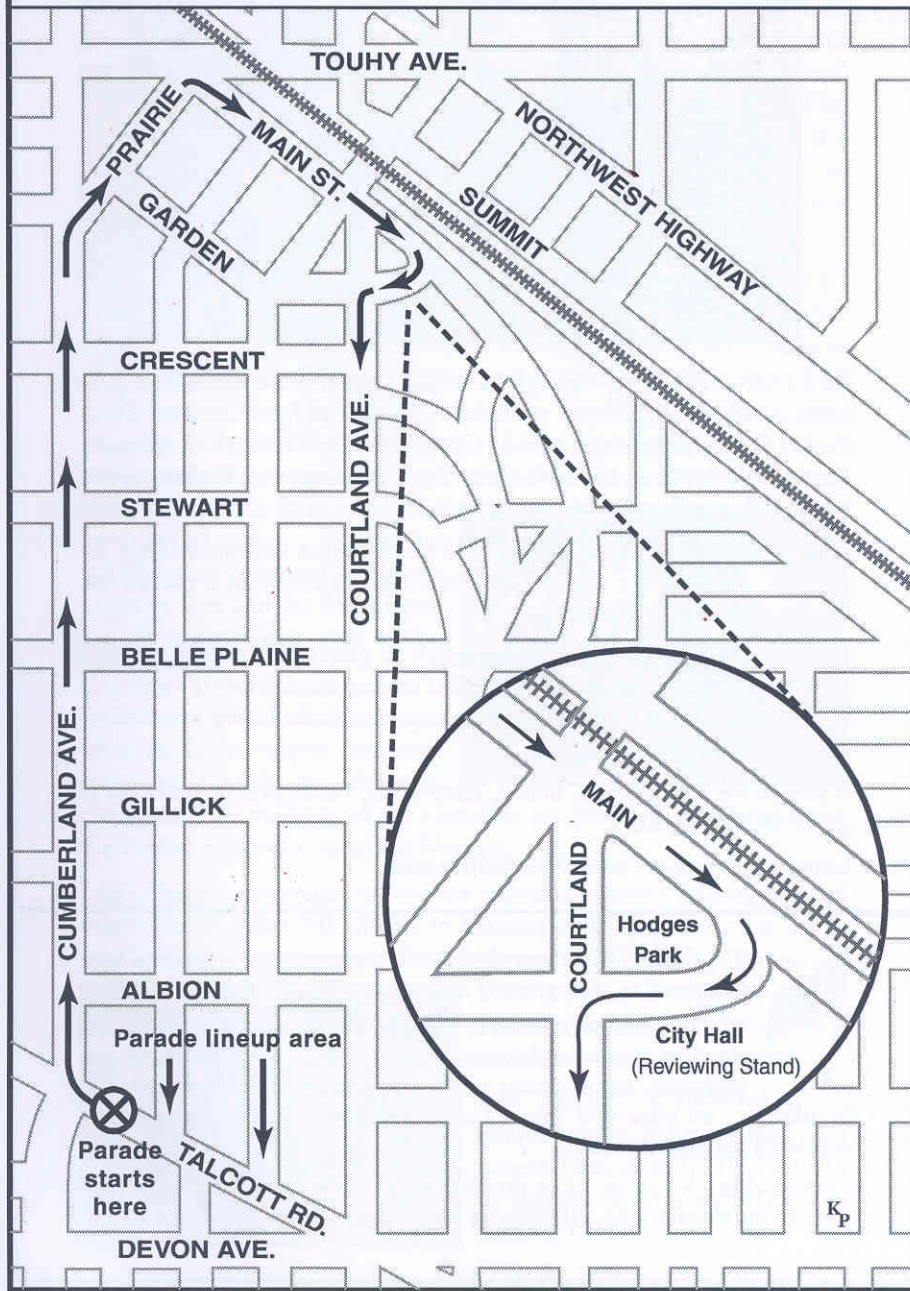 TOUHY AVE.
NORTHWEST HIGHWAY
PRAIRIE
MAIN ST.
SUMMIT
GARDEN
CRESCENT
COURTLAND AVE.
STEWART
BELLE PLAINE
CUMBERLAND AVE.
GILLICK
MAIN
COURTLAND
Hodges
Park
City Hall
(Reviewing Stand)
ALBION
Parade lineup area
Parade
starts
here
TALCOTT RD.
DEVON AVE.
KP